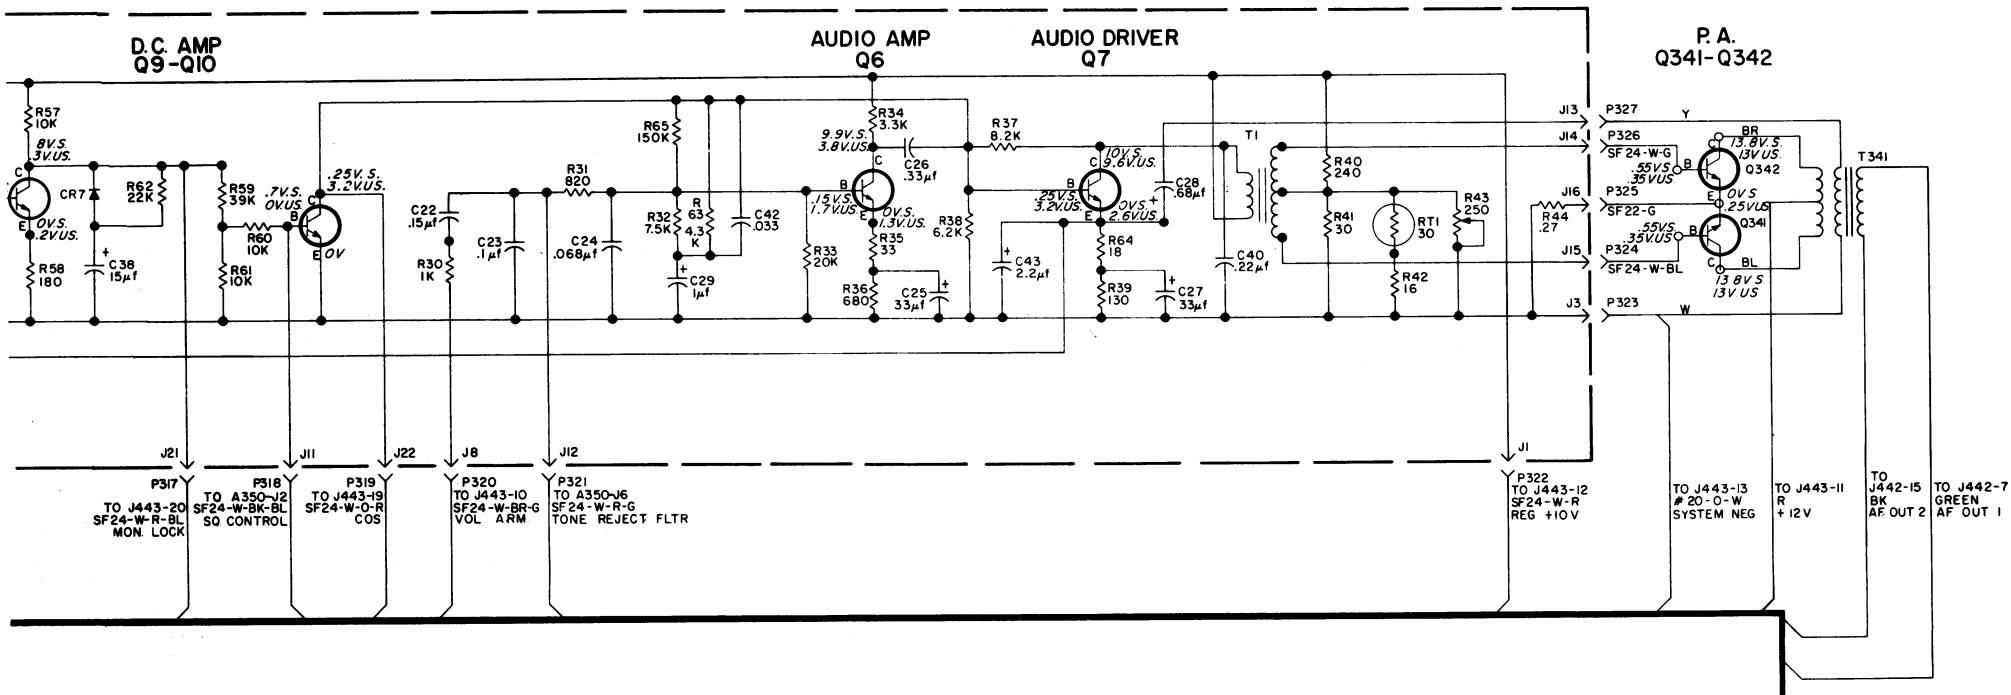 D.C. AMP
Q9-Q10
AUDIO AMP
Q6
AUDIO DRIVER
Q7
P.A.
Q341-Q342
R57
10K
8V.S.
.3V.US.
C
E
0V.S.
.2V.US.
R58
180
CR7
R62
22K
C38
15µf
+
R59
39K
R60
10K
R61
10K
.7V.S.
0V.US.
B
.25V.S.
3.2V.US.
C
E
0V
C22
.15µf
R30
1K
C23
.1µf
R31
820
C24
.068µf
R65
150K
R32
7.5K
R
63
4.3
K
C42
.033
C29
1µf
+
R33
20K
R34
3.3K
9.9V.S.
3.8V.US.
C
B
.15V.S.
1.7V.US.
E
0V.S.
1.3V.US.
C26
.33µf
R35
33
R36
680
C25
33µf
+
R37
8.2K
R38
6.2K
C43
2.2µf
+
10V.S.
9.6V.US.
C
B
.25V.S.
3.2V.US.
E
0V.S.
2.6V.US.
C28
.68µf
+
R64
18
R39
130
C27
33µf
+
C40
.22µf
T1
R40
240
R41
30
RT1
30
R42
16
R43
250
R44
.27
J13
P327
Y
J14
P326
SF24-W-G
J16
P325
SF22-G
J15
P324
SF24-W-BL
J3
P323
W
BR
13.8V.S.
13V US.
C
B
.55VS
.35VUS
Q342
E
0V.S
.25VUS
Q341
.55VS
.35VUS
B
C
BL
13.8V S
13V US
T341
J21
P317
TO J443-20
SF24-W-R-BL
MON. LOCK
J11
P318
TO A350-J2
SF24-W-BK-BL
SQ CONTROL
J22
P319
TO J443-19
SF24-W-O-R
COS
J8
P320
TO J443-10
SF24-W-BR-G
VOL ARM
J12
P321
TO A350-J6
SF24-W-R-G
TONE REJECT FLTR
J1
P322
TO J443-12
SF24-W-R
REG +10V
TO J443-13
#20-O-W
SYSTEM NEG
TO J443-11
R
+12V
TO
J442-15
BK
AF OUT 2
TO J442-7
GREEN
AF OUT 1